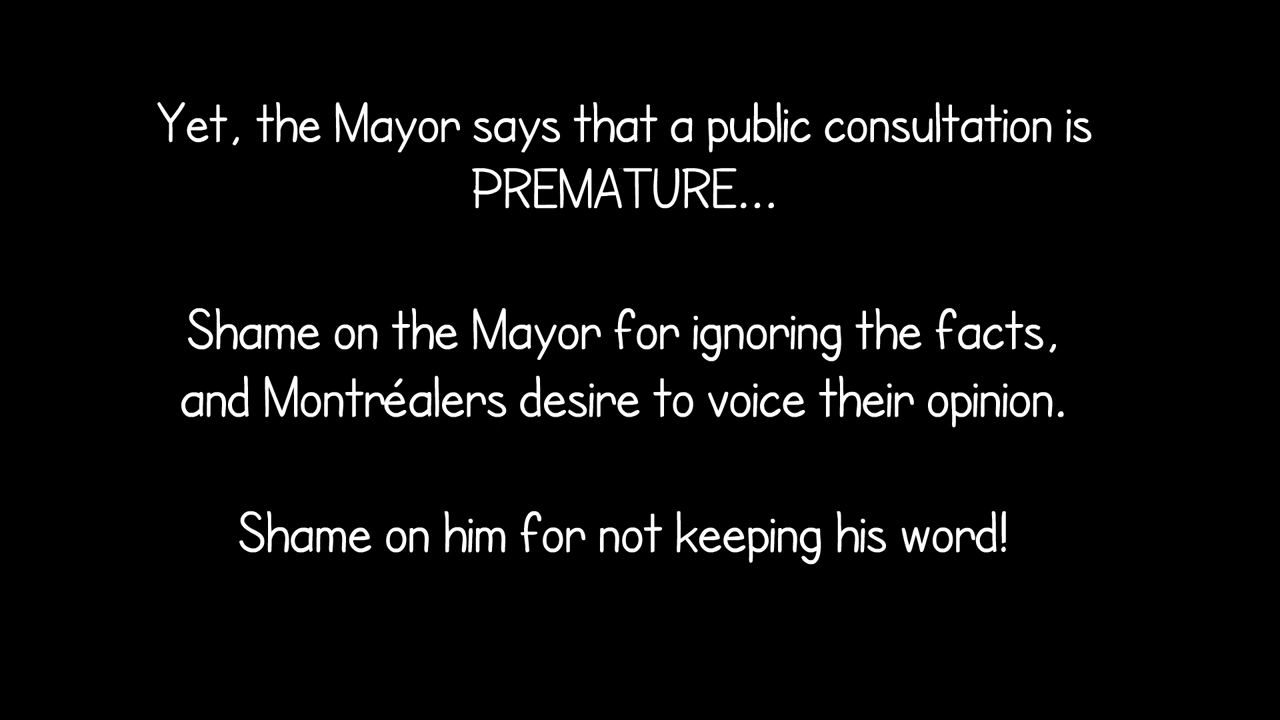 Yet, the Mayor says that a public consultation is
PREMATURE...
Shame on the Mayor for ignoring the facts,
and Montréalers desire to voice their opinion.
Shame on him for not keeping his word!